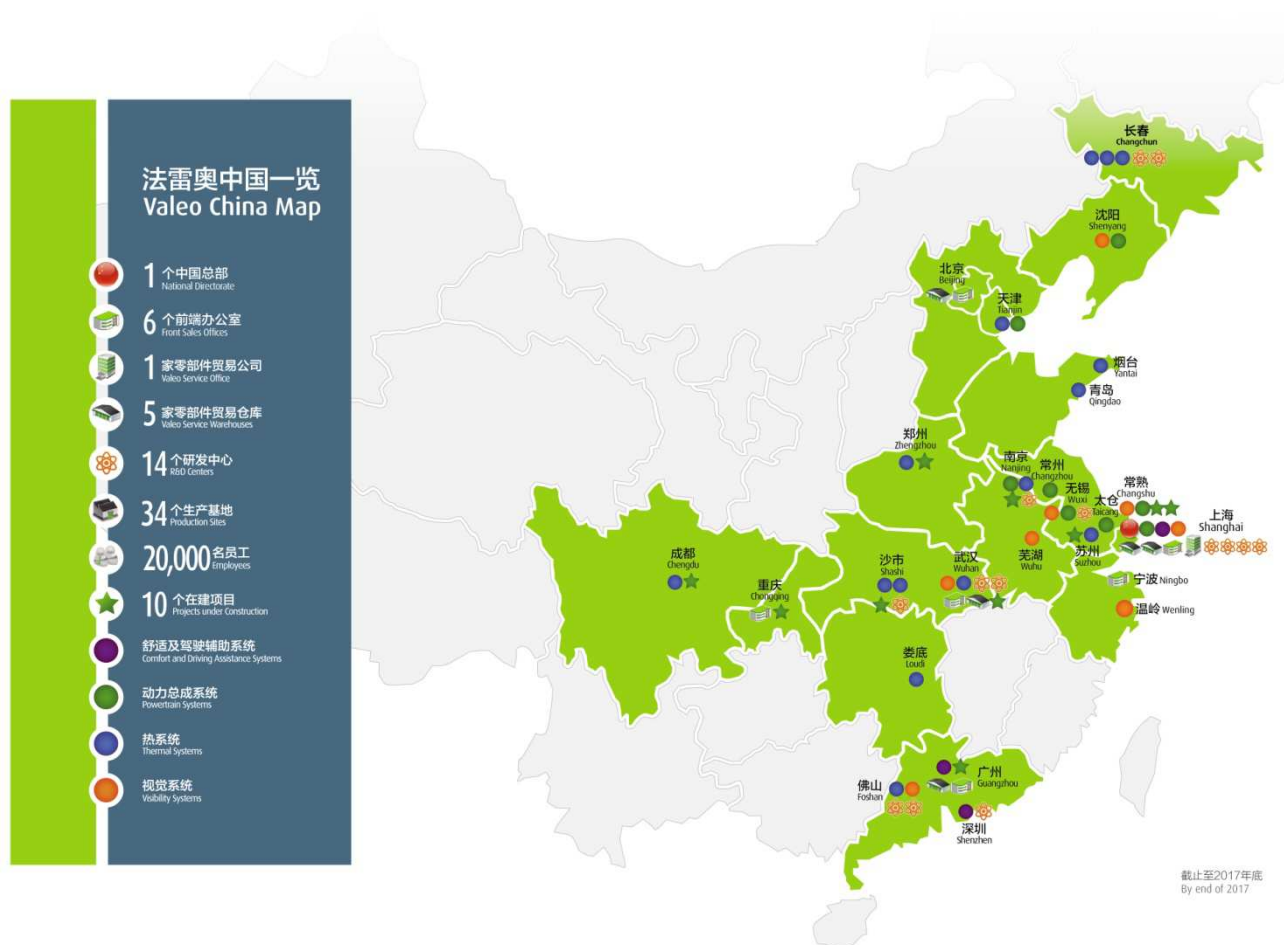 法雷奥中国一览
Valeo China Map
1 个中国总部
National Directorate
6 个前端办公室
Front Sales Offices
1 家零部件贸易公司
Valeo Service Office
5 家零部件贸易仓库
Valeo Service Warehouses
14 个研发中心
R&D Centers
34 个生产基地
Production Sites
20,000 名员工
Employees
10 个在建项目
Projects under Construction
舒适及驾驶辅助系统
Comfort and Driving Assistance Systems
动力总成系统
Powertrain Systems
热系统
Thermal Systems
视觉系统
Visibility Systems
长春
Changchun
沈阳
Shenyang
北京
Beijing
天津
Tianjin
烟台
Yantai
青岛
Qingdao
郑州
Zhengzhou
南京
Nanjing
常州
Changzhou
无锡
Wuxi
太仓
Taicang
常熟
Changshu
上海
Shanghai
苏州
Suzhou
芜湖
Wuhu
成都
Chengdu
重庆
Chongqing
沙市
Shashi
武汉
Wuhan
宁波 Ningbo
温岭 Wenling
娄底
Loudi
广州
Guangzhou
佛山
Foshan
深圳
Shenzhen
截止至2017年底
By end of 2017